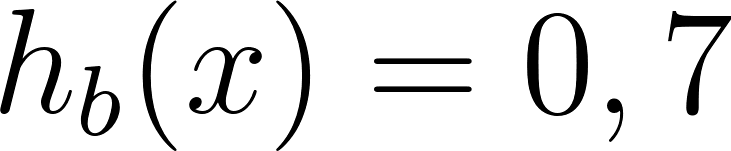 h_b(x) = 0,7